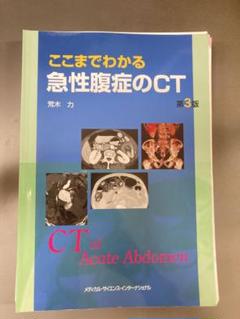 ここまでわかる
急性腹症のCT
第3版
荒木 力
CT of
Acute Abdomen
メディカル・サイエンス・インターナショナル